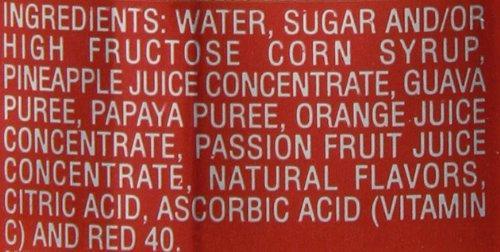 INGREDIENTS: WATER, SUGAR AND/OR
HIGH FRUCTOSE CORN SYRUP,
PINEAPPLE JUICE CONCENTRATE, GUAVA
PUREE, PAPAYA PUREE, ORANGE JUICE
CONCENTRATE, PASSION FRUIT JUICE
CONCENTRATE, NATURAL FLAVORS,
CITRIC ACID, ASCORBIC ACID (VITAMIN
C) AND RED 40.